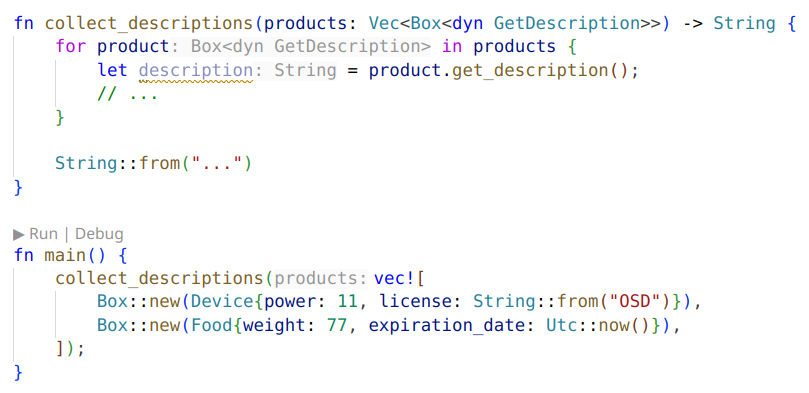 fn collect_descriptions(products: Vec<Box<dyn GetDescription>>) -> String {
    for product: Box<dyn GetDescription> in products {
        let description: String = product.get_description();
        // ...
    }

    String::from("...")
}

▶ Run | Debug
fn main() {
    collect_descriptions(products: vec![
        Box::new(Device{power: 11, license: String::from("OSD")}),
        Box::new(Food{weight: 77, expiration_date: Utc::now()}),
    ]);
}